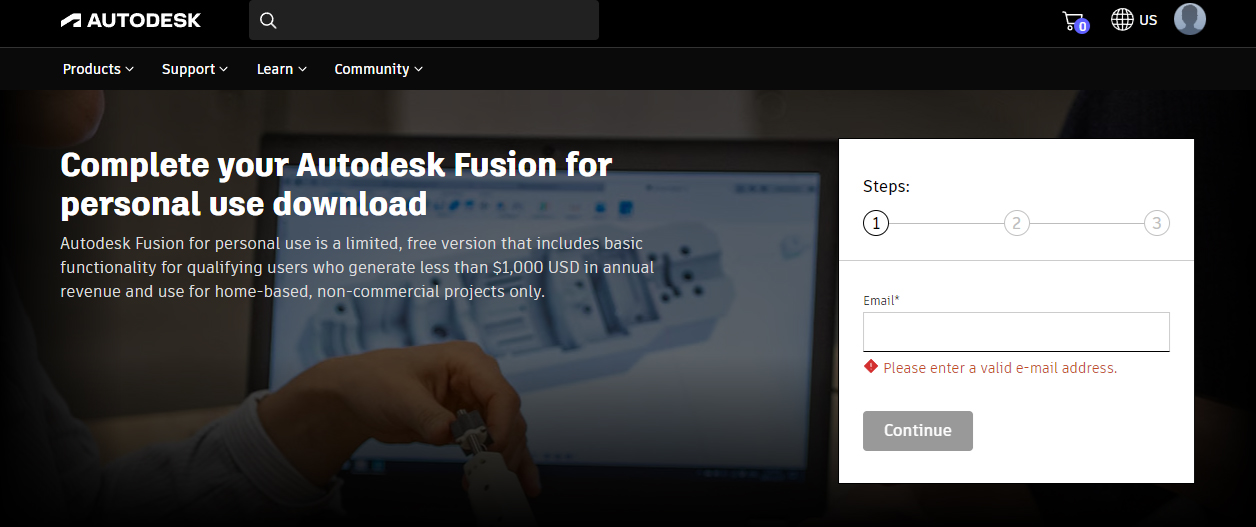 AUTODESK
0
US
Products
Support
Learn
Community
Complete your Autodesk Fusion for
personal use download
Autodesk Fusion for personal use is a limited, free version that includes basic
functionality for qualifying users who generate less than $1,000 USD in annual
revenue and use for home-based, non-commercial projects only.
Steps:
1 2 3
Email*
Please enter a valid e-mail address.
Continue